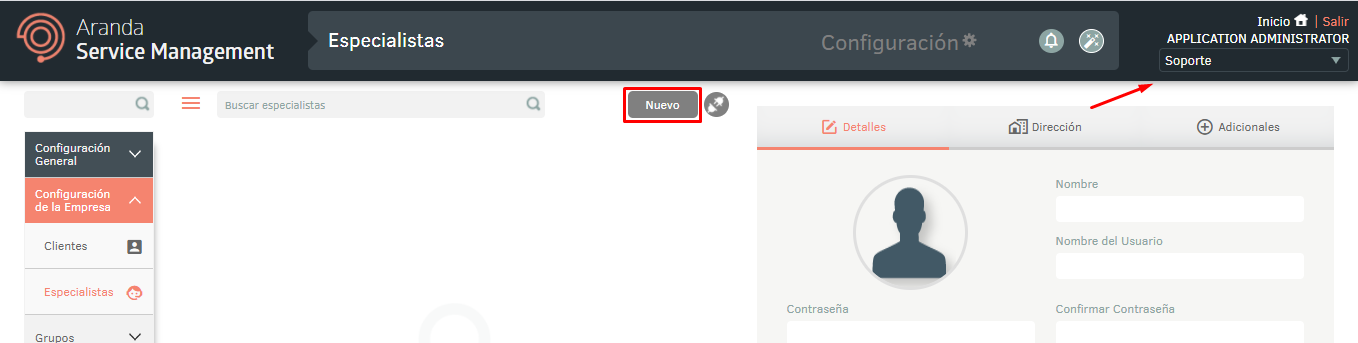 Aranda
Service Management
Especialistas
Configuración
Inicio | Salir
APPLICATION ADMINISTRATOR
Soporte
Buscar especialistas
Nuevo
Configuración
General
Configuración
de la Empresa
Clientes
Especialistas
Grupos
Detalles
Dirección
Adicionales
Nombre
Nombre del Usuario
Contraseña
Confirmar Contraseña